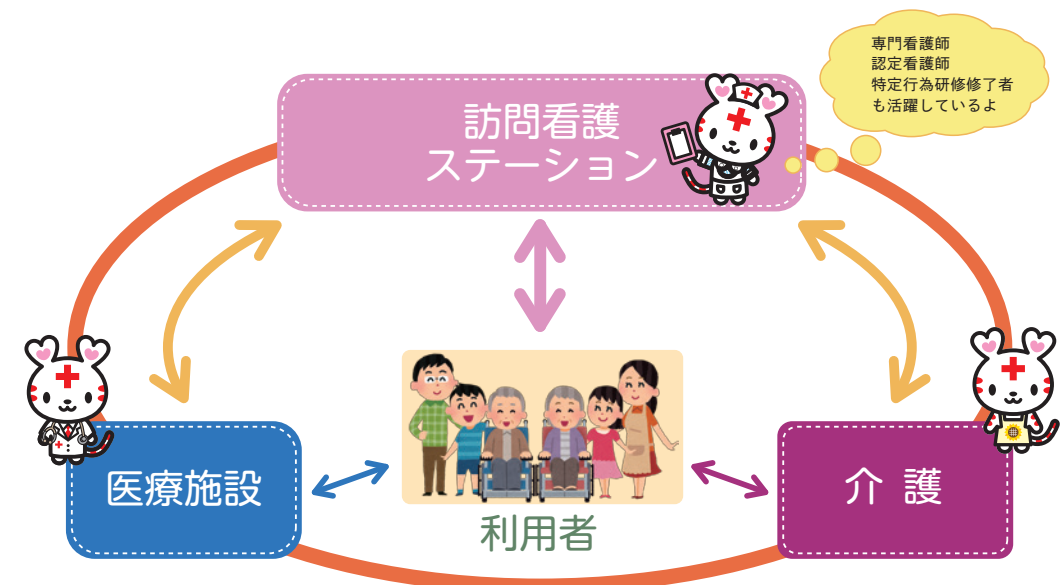 専門看護師
認定看護師
特定行為研修修了者
も活躍しているよ
訪問看護
ステーション
医療施設
利用者
介 護